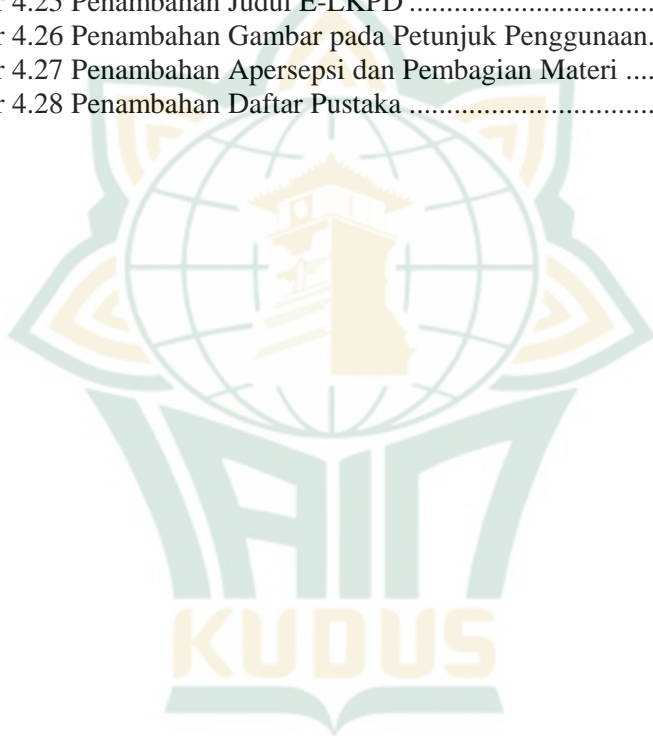 r 4.25 Penambahan Judul E-LKPD ................................
r 4.26 Penambahan Gambar pada Petunjuk Penggunaan.
r 4.27 Penambahan Apersepsi dan Pembagian Materi ....
r 4.28 Penambahan Daftar Pustaka ................................
IAIN
KUDUS